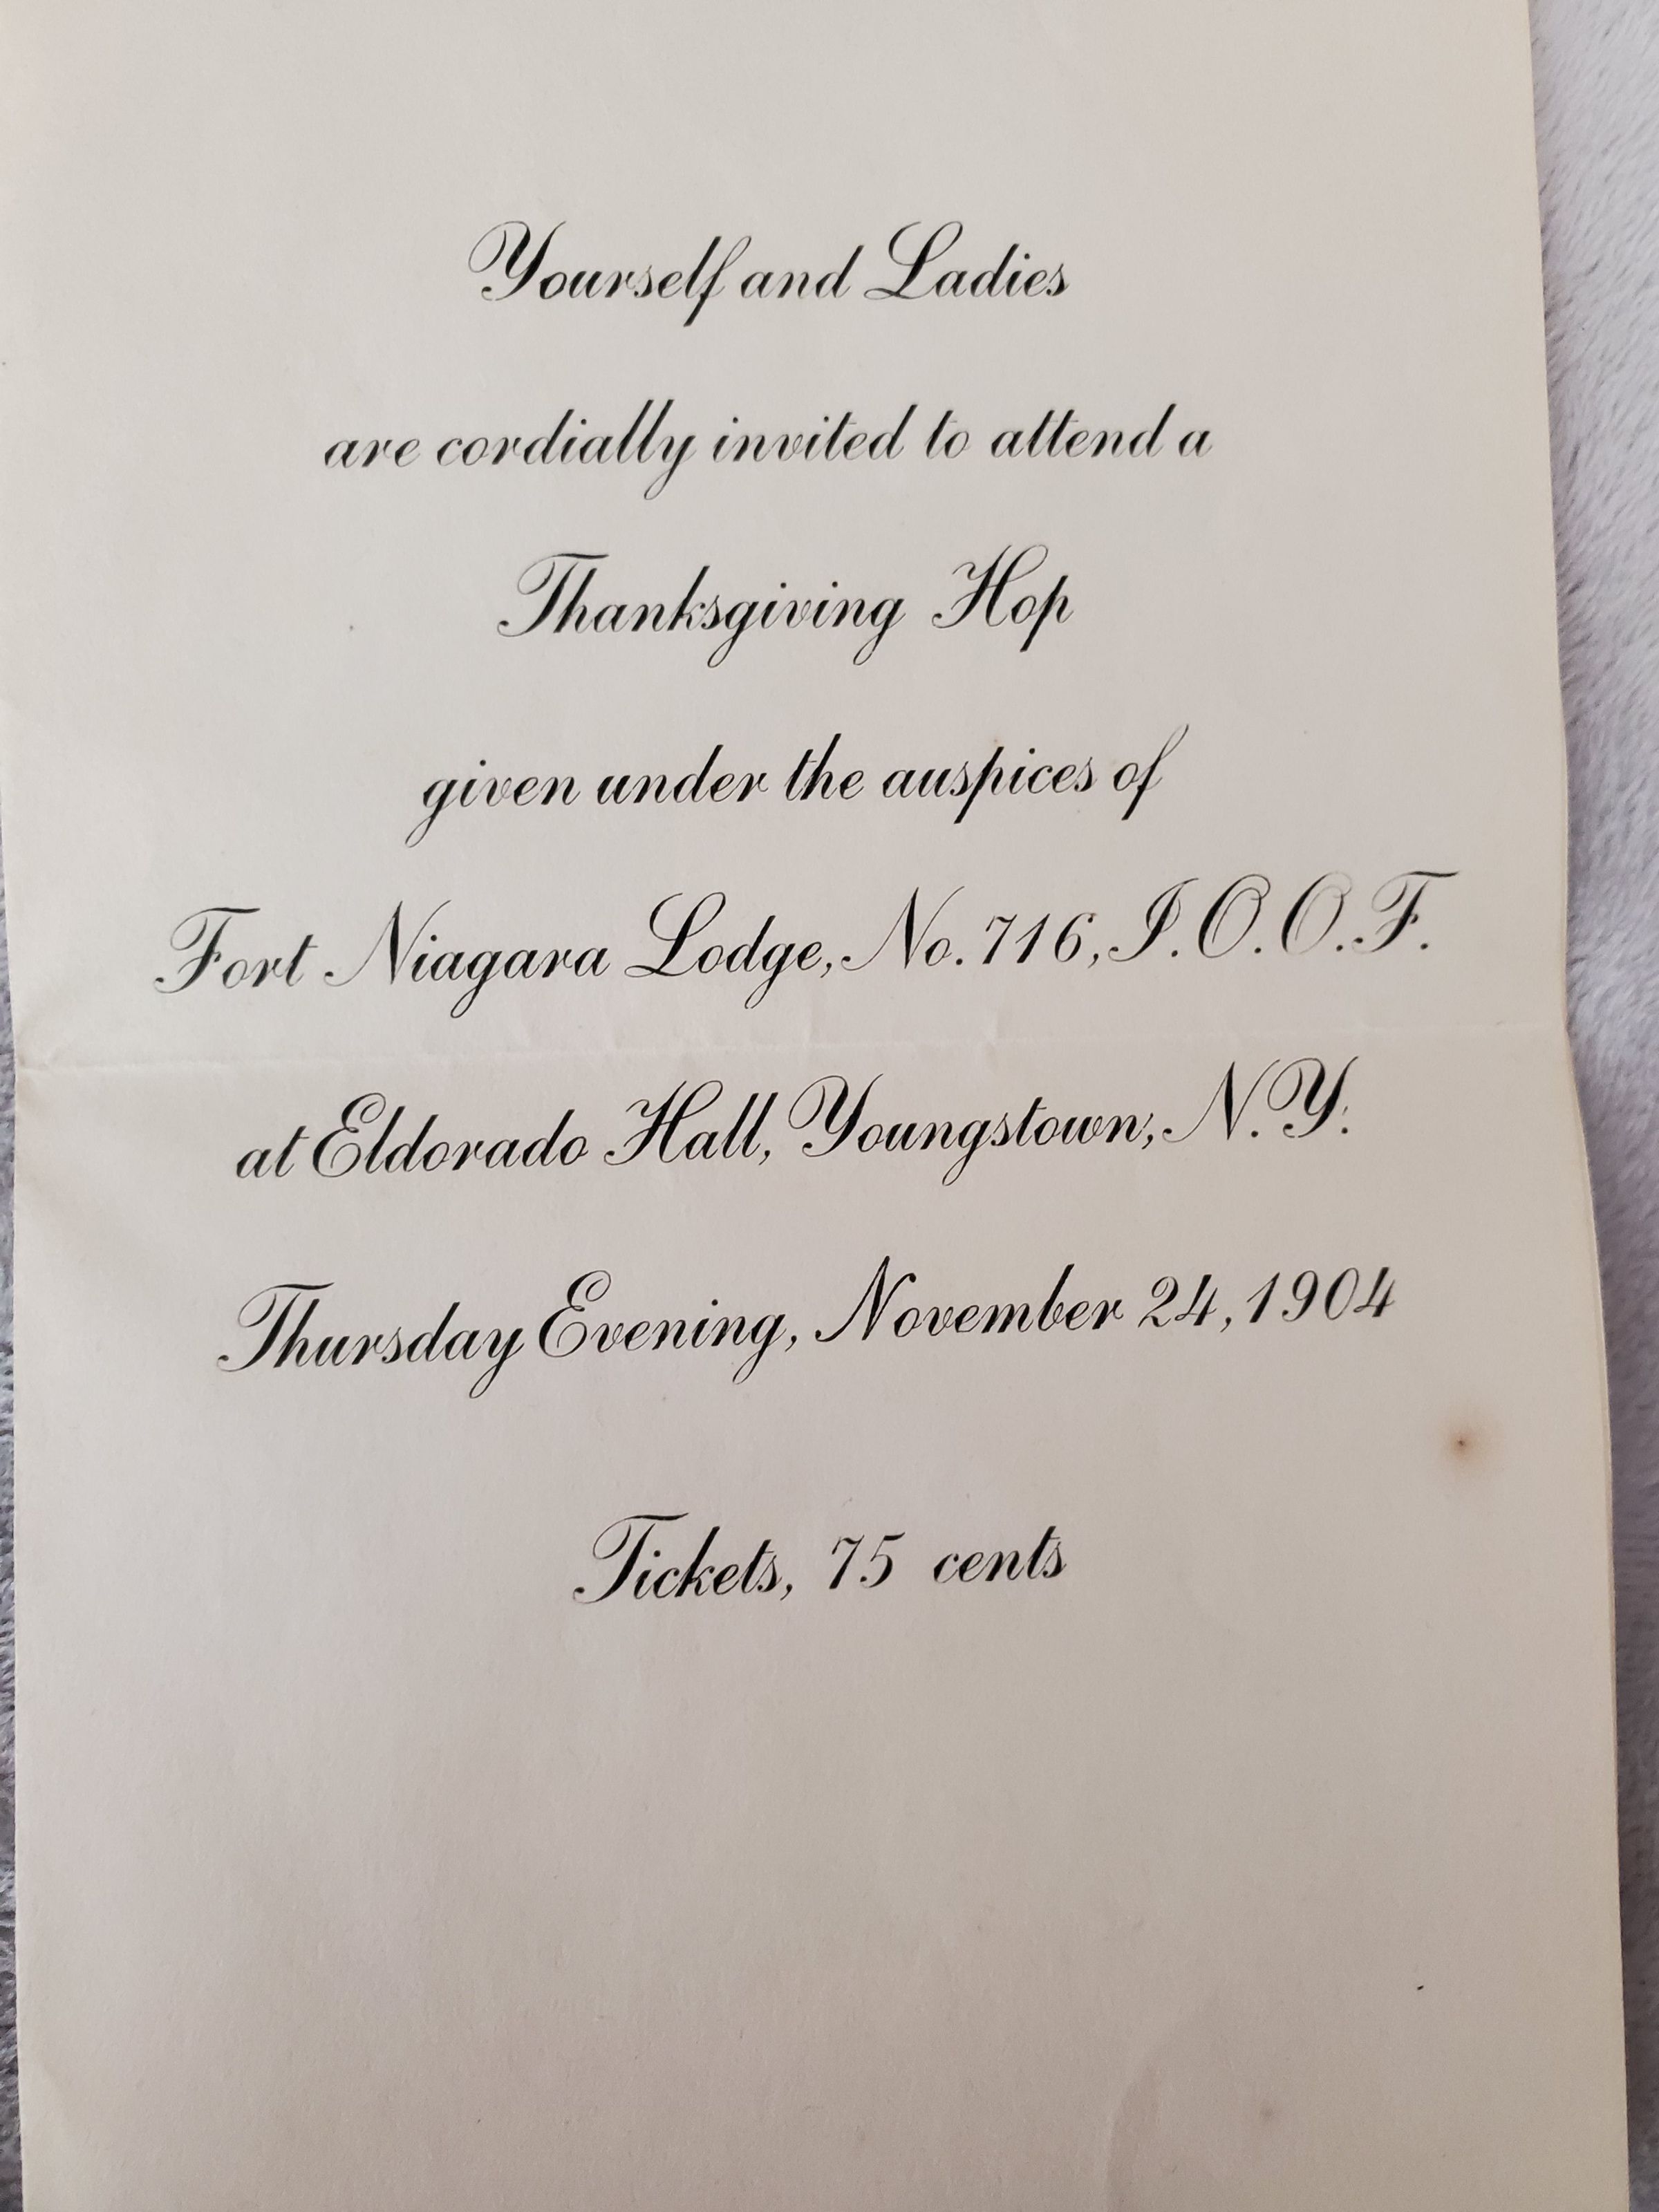 Yourself and Ladies
are cordially invited to attend a
Thanksgiving Hop
given under the auspices of
Fort Niagara Lodge, No. 716, I. O. O. F.
at Eldorado Hall, Youngstown, N. Y.
Thursday Evening, November 24, 1904
Tickets, 75 cents